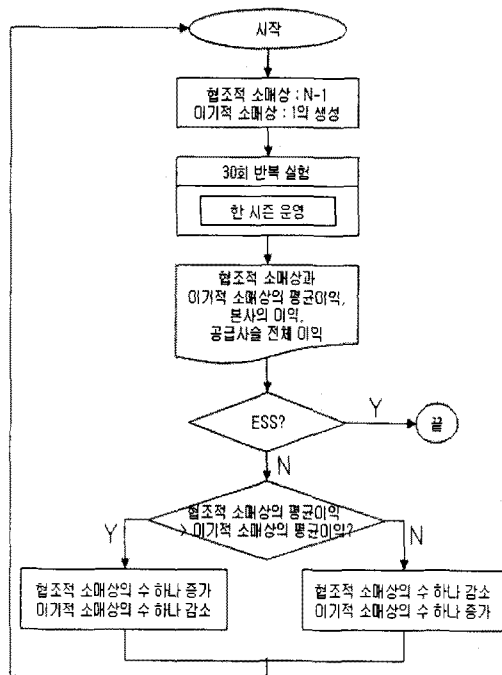 시작
협조적 소매상 : N-1
이기적 소매상 : 1의 생성
30회 반복 실험
한 시즌 운영
협조적 소매상과
이기적 소매상의 평균이익,
본사의 이익,
공급사슬 전체 이익
ESS?
Y
끝
N
협조적 소매상의 평균이익
> 이기적 소매상의 평균이익?
Y
N
협조적 소매상의 수 하나 증가
이기적 소매상의 수 하나 감소
협조적 소매상의 수 하나 감소
이기적 소매상의 수 하나 증가